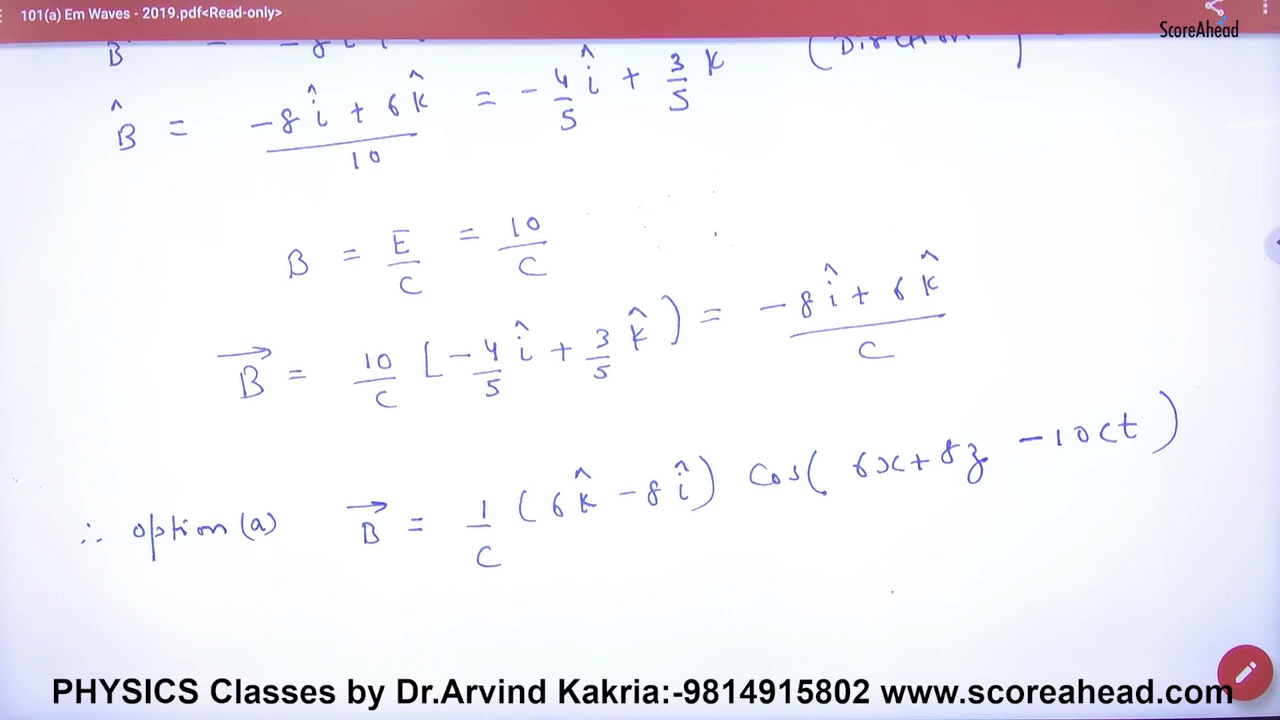 101(a) Em Waves - 2019.pdf<Read-only>
ScoreAhead
B̂ = (-8î + 6k̂)/10 = -4/5 î + 3/5 k
B = E/C = 10/C
B⃗ = 10/C [-4/5 î + 3/5 k̂) = (-8î + 6k̂)/C
∴ option (a) B⃗ = 1/C (6k̂ - 8î) Cos( 6x + 8z - 10ct )
PHYSICS Classes by Dr.Arvind Kakria:-9814915802 www.scoreahead.com